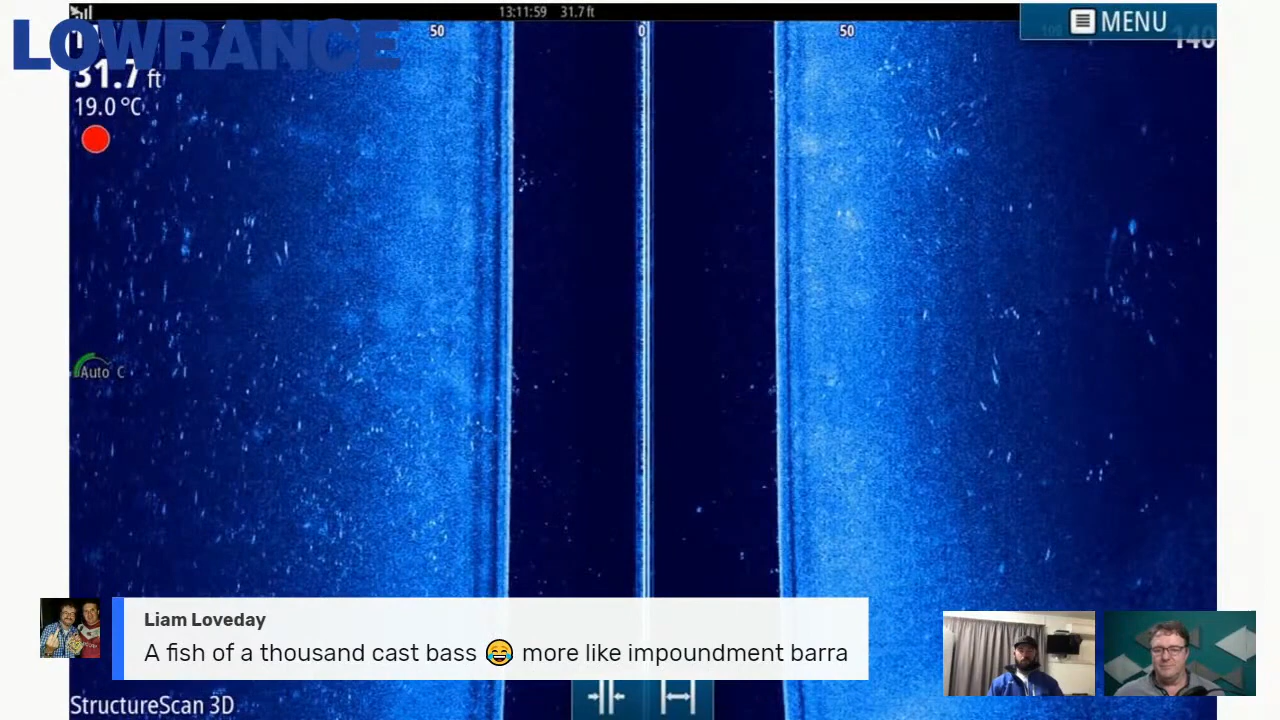 13:11:59 31.7 ft
LOWRANCE
50
0
50
MENU
140
31.7 ft
19.0 °C
Auto C
Liam Loveday
A fish of a thousand cast bass 😂 more like impoundment barra
StructureScan 3D